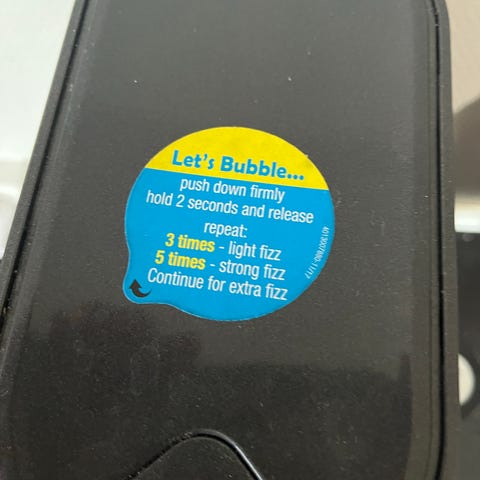 Let's Bubble...
push down firmly
hold 2 seconds and release
repeat:
3 times - light fizz
5 times - strong fizz
Continue for extra fizz